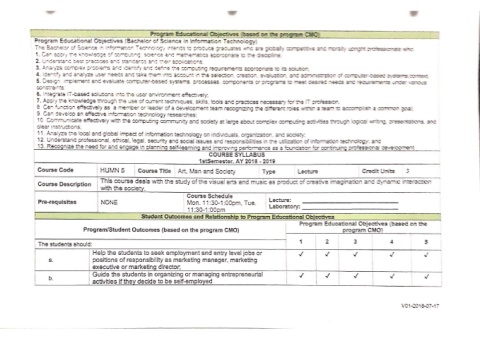 Program Educational Objectives (based on the program CMO)
Program Educational Objectives (Bachelor of Science in Information Technology)
The Bachelor of Science in Information Technology, intends to produce graduates who are globally competitive and morally upright professionals who:
1. Can apply the knowledge of computing, science and mathematics appropriate to the discipline;
2. Understand best practices and standards and their applications;
3. Analyze complex problems and identify and define the computing requirements appropriate to its solution;
4. Identify and analyze user needs and take them into account in the selection, creation, evaluation, and administration of computer-based systems;
5. Design, implement and evaluate computer-based systems, processes, components or programs to meet desired needs and requirements under various
constraints;
6. Integrate IT-based solutions into the user environment effectively;
7. Apply the knowledge through the use of current techniques, skills, tools and practices necessary for the IT profession;
8. Can function effectively as a member or leader of a development team recognizing the different roles within a team to accomplish a common goal;
9. Can develop an effective information technology researches;
10. Communicate effectively with the computing community and society at large about complex computing activities through logical writing, presentations, and
clear instructions;
11. Analyze the local and global impact of information technology on individuals, organization, and society;
12. Understand professional, ethical, legal, security and social issues and responsibilities in the utilization of information technology; and
13. Recognize the need for and engage in planning self-learning and improving performance as a foundation for continuing professional development
COURSE SYLLABUS
1stSemester, AY 2018 - 2019
Course Code HUMN 5 Course Title Art, Man and Society Type Lecture Credit Units 3
Course Description This course deals with the study of the visual arts and music as product of creative imagination and dynamic interaction
with the society.
Pre-requisites NONE Course Schedule
Mon. 11:30-1:00pm, Tue.
11:30-1:00pm Lecture:
Laboratory:
Student Outcomes and Relationship to Program Educational Objectives
Program/Student Outcomes (based on the program CMO) Program Educational Objectives (based on the
program CMO)
The students should: 1 2 3 4 5
a. Help the students to seek employment and entry level jobs or
positions of responsibility as marketing manager, marketing
executive or marketing director; ✓ ✓ ✓ ✓ ✓
b. Guide the students in organizing or managing entrepreneurial
activities if they decide to be self-employed ✓ ✓ ✓ ✓ ✓
V01-2018-07-17